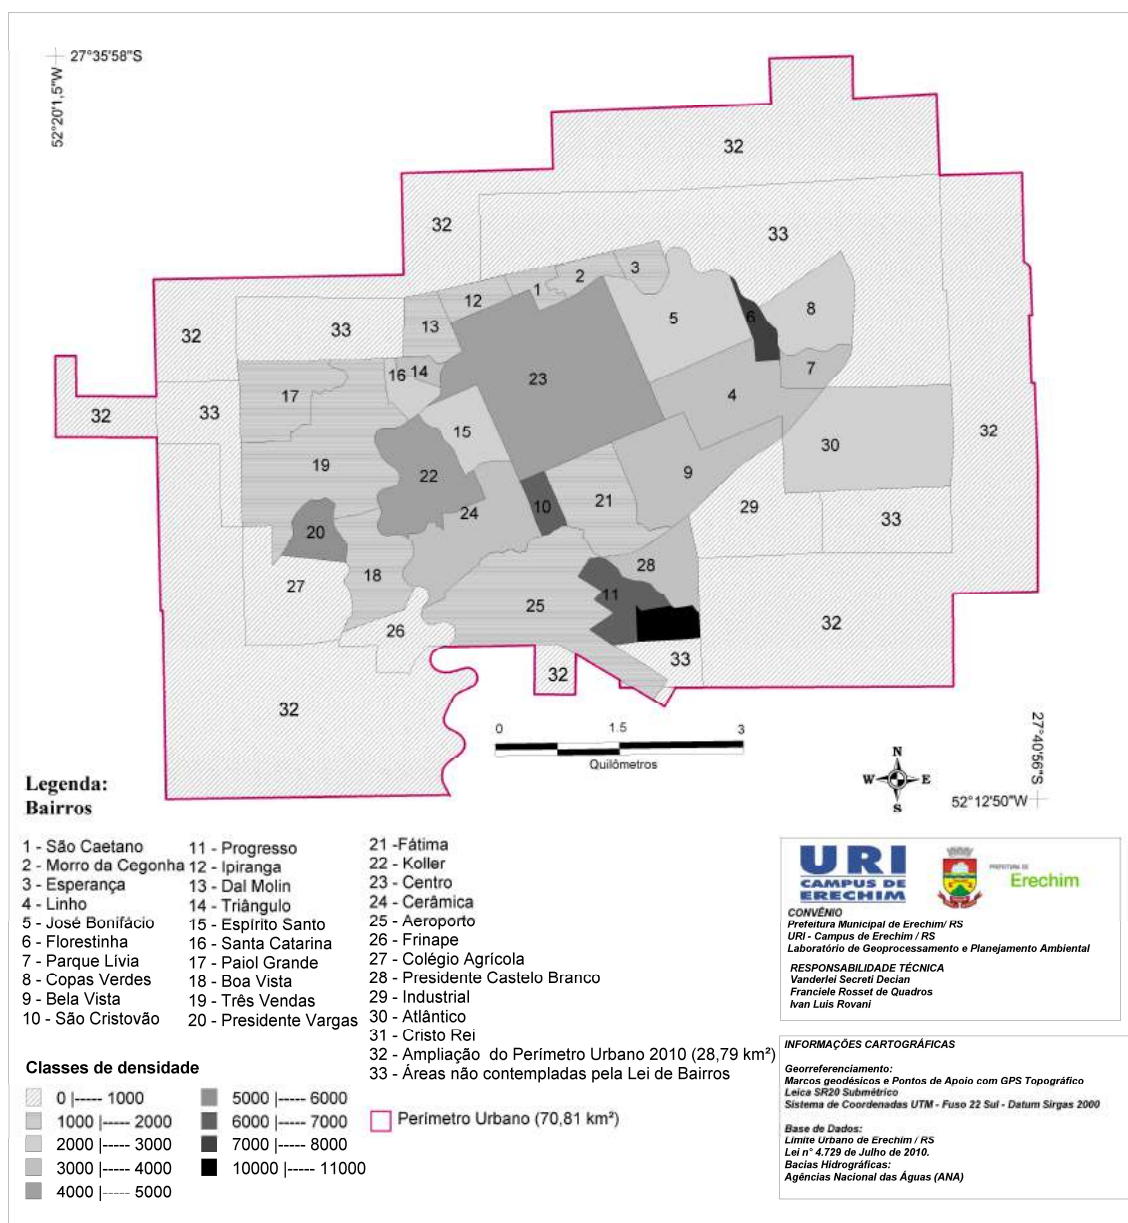 27°35'58"S
52°20'1,5"W
32
32
33
3
2
1
12
32
33
13
5
6
8
16
14
7
23
17
4
32
33
15
30
32
19
22
9
10
21
29
24
33
20
28
18
27
11
25
26
32
33
32
32
0 1.5 3
Quilômetros
N
W E
S
27°40'56"S
52°12'50"W
Legenda:
Bairros
1 - São Caetano
2 - Morro da Cegonha
3 - Esperança
4 - Linho
5 - José Bonifácio
6 - Florestinha
7 - Parque Lívia
8 - Copas Verdes
9 - Bela Vista
10 - São Cristovão
11 - Progresso
12 - Ipiranga
13 - Dal Molin
14 - Triângulo
15 - Espírito Santo
16 - Santa Catarina
17 - Paiol Grande
18 - Boa Vista
19 - Três Vendas
20 - Presidente Vargas
21 -Fátima
22 - Koller
23 - Centro
24 - Cerâmica
25 - Aeroporto
26 - Frinape
27 - Colégio Agrícola
28 - Presidente Castelo Branco
29 - Industrial
30 - Atlântico
31 - Cristo Rei
32 - Ampliação do Perímetro Urbano 2010 (28,79 km²)
33 - Áreas não contempladas pela Lei de Bairros
Classes de densidade
0 |----- 1000
1000 |----- 2000
2000 |----- 3000
3000 |----- 4000
4000 |----- 5000
5000 |----- 6000
6000 |----- 7000
7000 |----- 8000
10000 |----- 11000
Perímetro Urbano (70,81 km²)
URI
CAMPUS DE
ERECHIM
PREFEITURA DE
Erechim
CONVÊNIO
Prefeitura Municipal de Erechim/ RS
URI - Campus de Erechim / RS
Laboratório de Geoprocessamento e Planejamento Ambiental
RESPONSABILIDADE TÉCNICA
Vanderlei Secreti Decian
Franciele Rosset de Quadros
Ivan Luis Rovani
INFORMAÇÕES CARTOGRÁFICAS
Georreferenciamento:
Marcos geodésicos e Pontos de Apoio com GPS Topográfico
Leica SR20 Submétrico
Sistema de Coordenadas UTM - Fuso 22 Sul - Datum Sirgas 2000
Base de Dados:
Limite Urbano de Erechim / RS
Lei n° 4.729 de Julho de 2010.
Bacias Hidrográficas:
Agências Nacional das Águas (ANA)